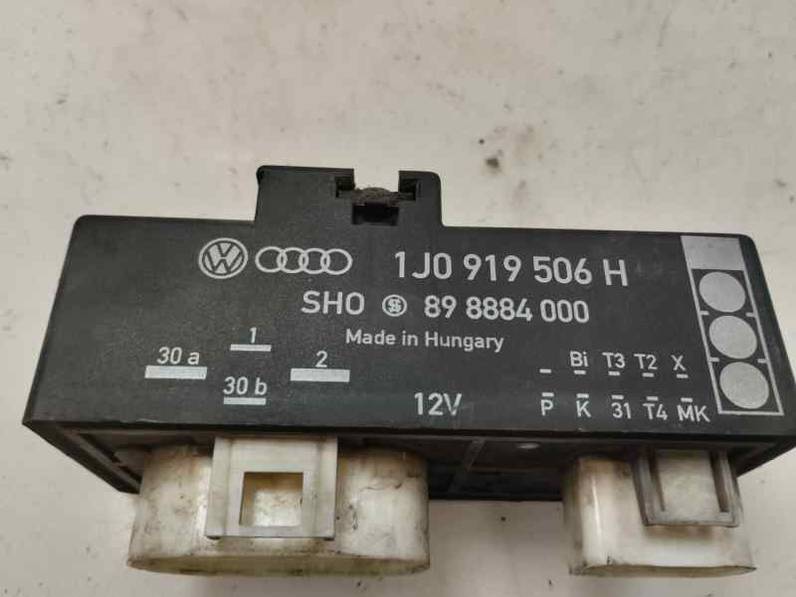 1J0 919 506 H
SHO S 89 8884 000
Made in Hungary
30 a 1 2
30 b
12V
- Bi T3 T2 X
P K 31 T4 MK